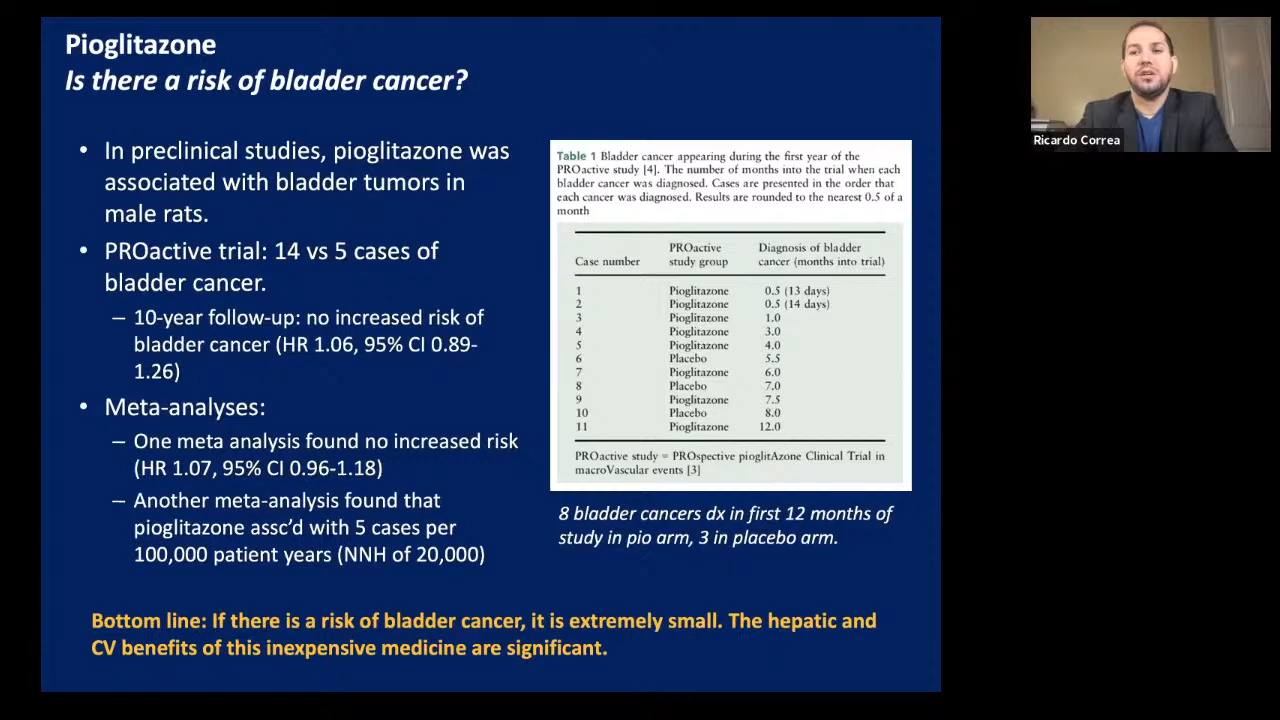 Pioglitazone
Is there a risk of bladder cancer?
• In preclinical studies, pioglitazone was
associated with bladder tumors in
male rats.
• PROactive trial: 14 vs 5 cases of
bladder cancer.
– 10-year follow-up: no increased risk of
bladder cancer (HR 1.06, 95% CI 0.89-
1.26)
• Meta-analyses:
– One meta analysis found no increased risk
(HR 1.07, 95% CI 0.96-1.18)
– Another meta-analysis found that
pioglitazone assc’d with 5 cases per
100,000 patient years (NNH of 20,000)
Table 1 Bladder cancer appearing during the first year of the
PROactive study [4]. The number of months into the trial when each
bladder cancer was diagnosed. Cases are presented in the order that
each cancer was diagnosed. Results are rounded to the nearest 0.5 of a
month
Case number PROactive study group Diagnosis of bladder cancer (months into trial)
1 Pioglitazone 0.5 (13 days)
2 Pioglitazone 0.5 (14 days)
3 Pioglitazone 1.0
4 Pioglitazone 3.0
5 Pioglitazone 4.0
6 Placebo 5.5
7 Pioglitazone 6.0
8 Placebo 7.0
9 Pioglitazone 7.5
10 Placebo 8.0
11 Pioglitazone 12.0
PROactive study = PROspective pioglitAzone Clinical Trial in
macroVascular events [3]
8 bladder cancers dx in first 12 months of
study in pio arm, 3 in placebo arm.
Bottom line: If there is a risk of bladder cancer, it is extremely small. The hepatic and
CV benefits of this inexpensive medicine are significant.
Ricardo Correa